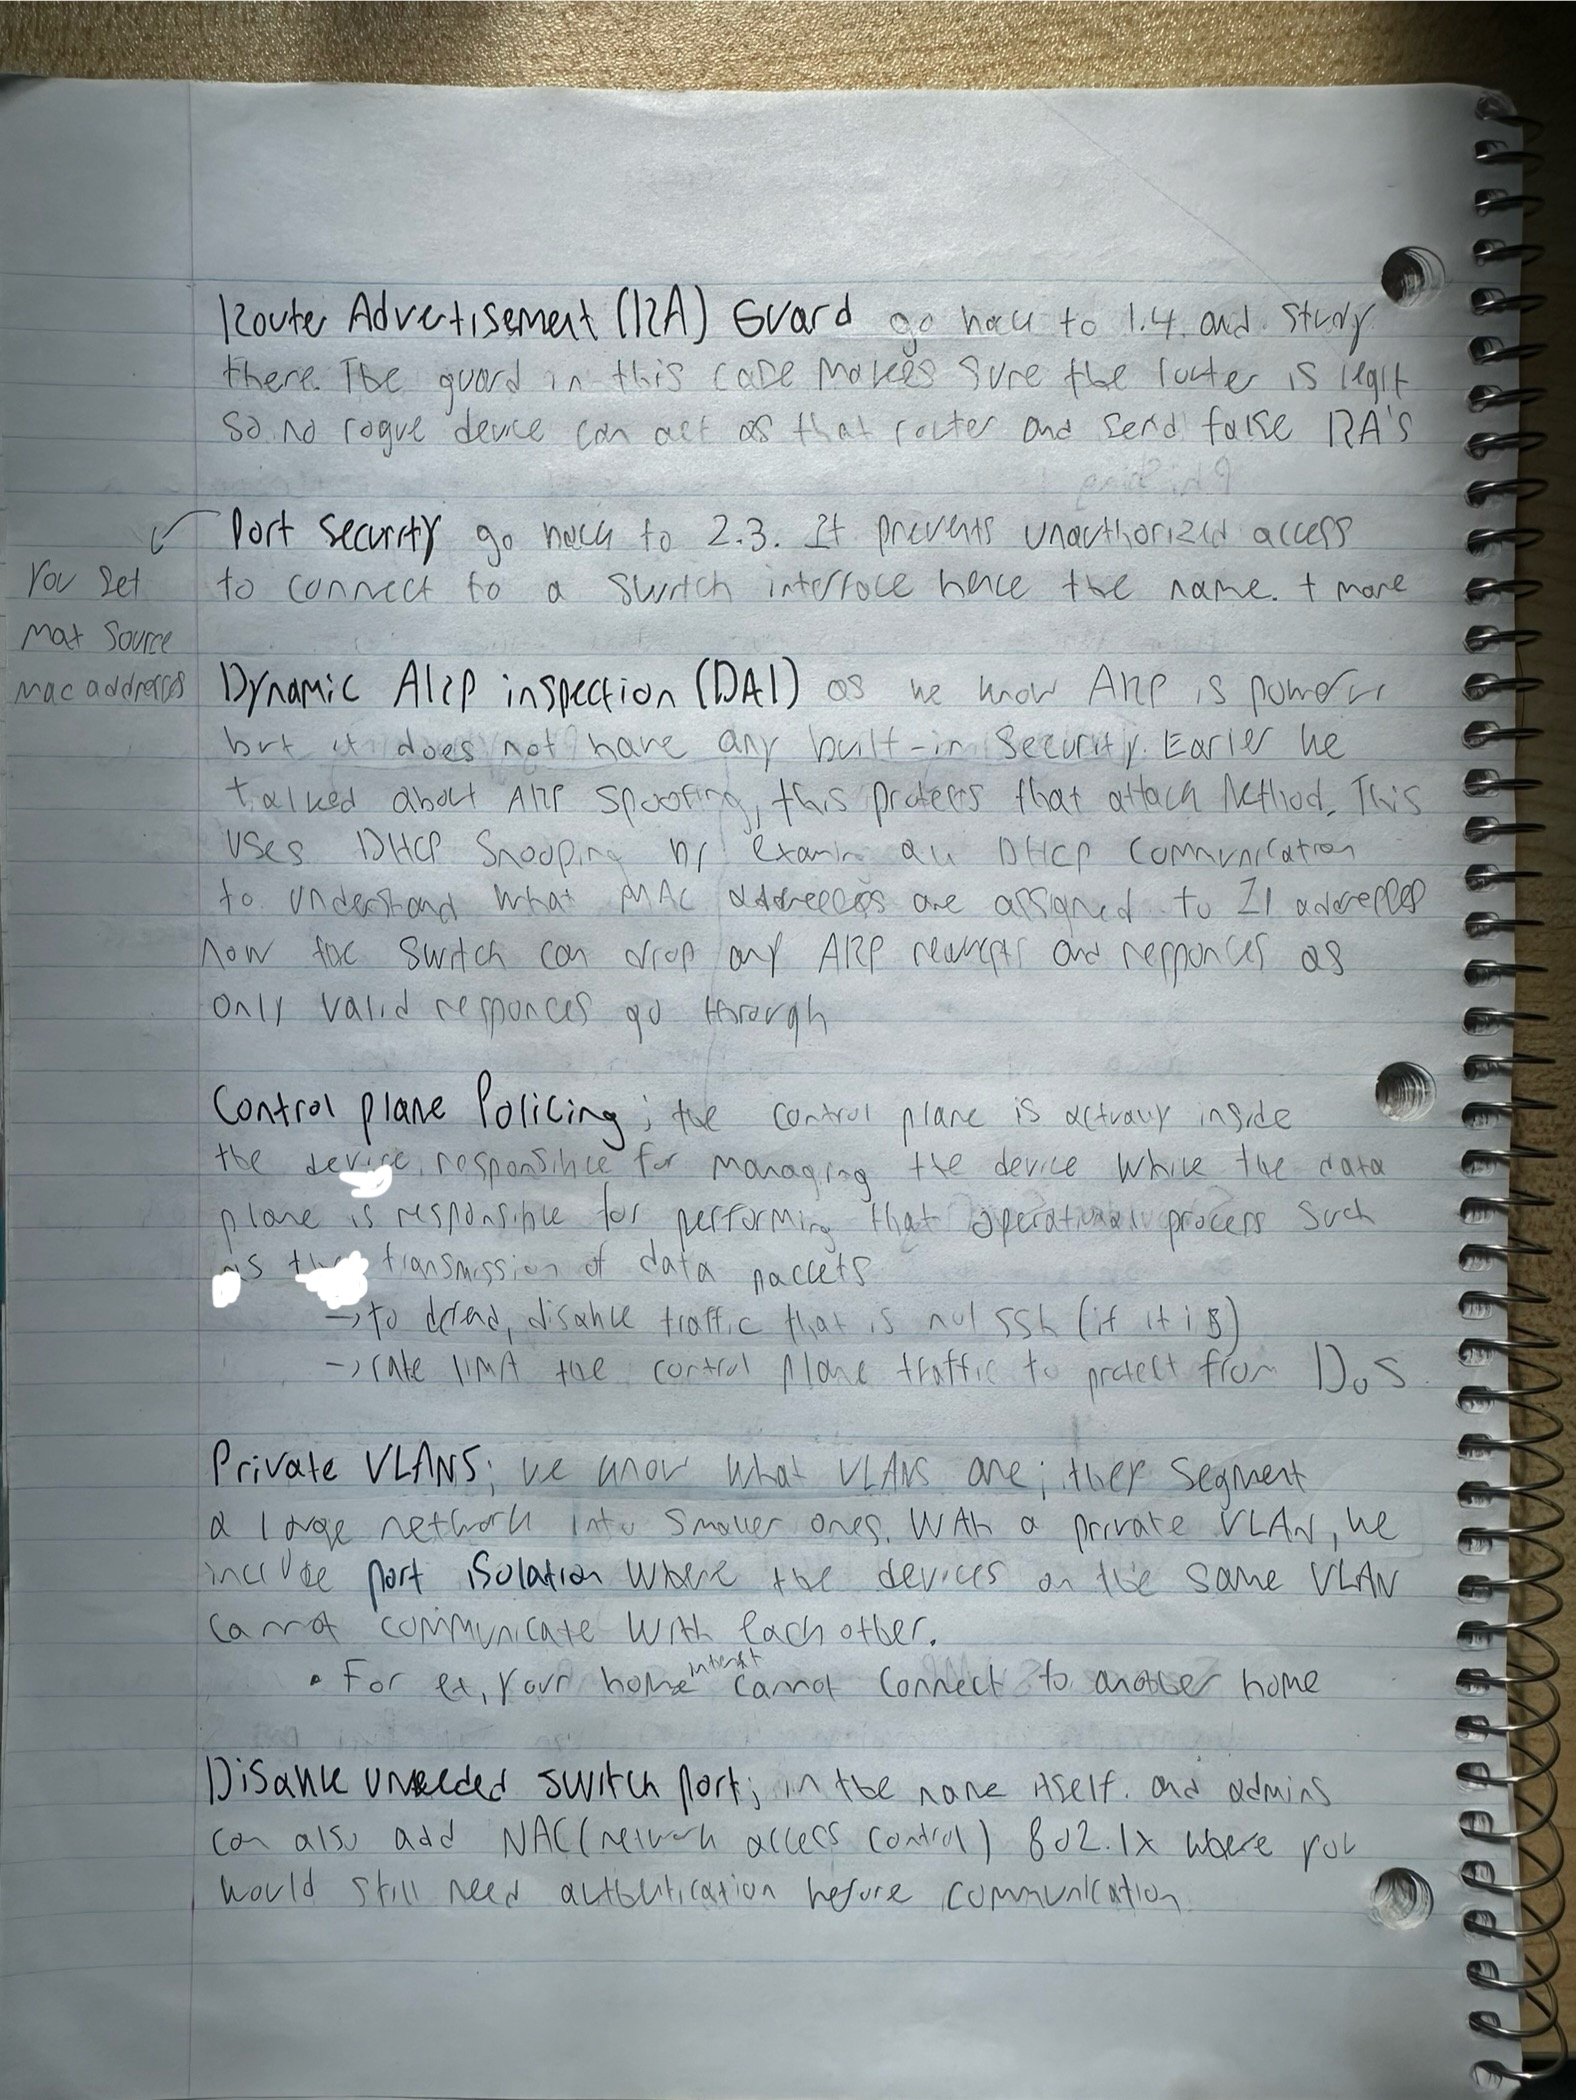 Router Advertisement (RA) Guard go back to 1.4. and study
there. The guard in this case makes sure the router is legit
so no rogue device can act as that router and send false RA's
Port Security go back to 2.3. It prevents unauthorized access
to connect to a switch interface hence the name. + more
You set
max source
mac addresses
Dynamic ARP inspection (DAI) as we know ARP is powerful
but it does not have any built-in security. Earlier we
talked about ARP spoofing, this protects that attack method. This
uses DHCP Snooping by examing all DHCP communication
to understand what MAC addresses are assigned to IP addresses
now the switch can drop any ARP requests and responces as
only valid responces go through
Control plane Policing; the control plane is actually inside
the device, responsible for managing the device while the data
plane is responsible for performing that operational process such
as the transmission of data packets
→ to defend, disable traffic that is not ssh (if it is)
→ rate limit the control plane traffic to protect from DoS.
Private VLANS; we know what VLANs are; they segment
a large network into smaller ones. With a private VLAN, we
include port isolation where the devices on the same VLAN
cannot communicate with each other.
• For ex, your home internet cannot connect to another home
Disable unneeded switch port; in the name itself. and admins
can also add NAC (network access control) 802.1x where you
would still need authentication before communication.